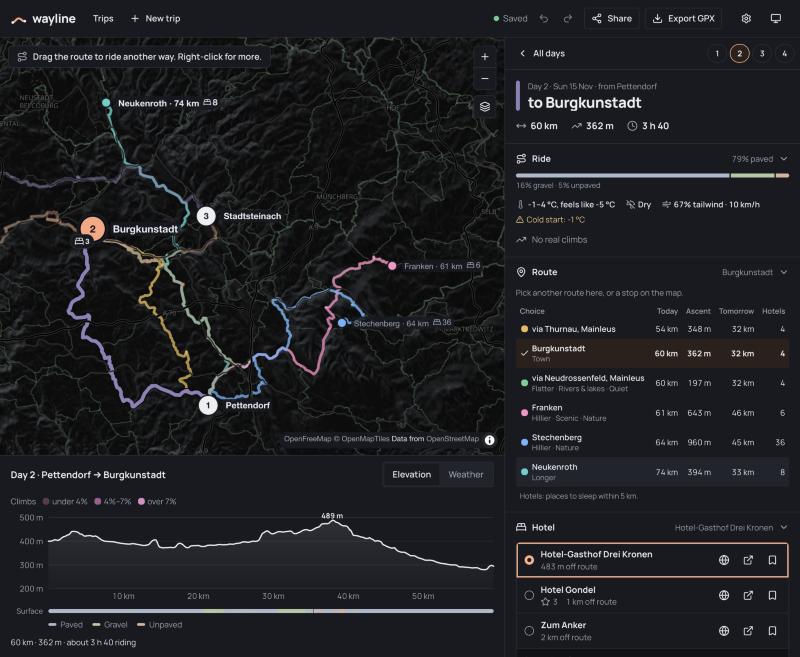 wayline
Trips
New trip
Saved
Share
Export GPX
Drag the route to ride another way. Right-click for more.
Neukenroth · 74 km 8
MÜNCHBERG
3 Stadtsteinach
2 Burgkunstadt
3
Franken · 61 km 6
Stechenberg · 64 km 36
1 Pettendorf
OpenFreeMap © OpenMapTiles Data from OpenStreetMap
Day 2 · Pettendorf → Burgkunstadt
Elevation
Weather
Climbs under 4% 4%–7% over 7%
489 m
500 m
400 m
300 m
200 m
10 km 20 km 30 km 40 km 50 km
Surface
Paved Gravel Unpaved
60 km · 362 m · about 3 h 40 riding
All days
1 2 3 4
Day 2 · Sun 15 Nov · from Pettendorf
to Burgkunstadt
60 km 362 m 3 h 40
Ride 79% paved
16% gravel · 5% unpaved
-1–4 °C, feels like -5 °C Dry 67% tailwind · 10 km/h
Cold start: -1 °C
No real climbs
Route Burgkunstadt
Pick another route here, or a stop on the map.
Choice Today Ascent Tomorrow Hotels
via Thurnau, Mainleus 54 km 348 m 32 km 4
Burgkunstadt 60 km 362 m 32 km 4
Town
via Neudrossenfeld, Mainleus 60 km 197 m 32 km 4
Flatter · Rivers & lakes · Quiet
Franken 61 km 643 m 46 km 6
Hillier · Scenic · Nature
Stechenberg 64 km 960 m 45 km 36
Hillier · Nature
Neukenroth 74 km 394 m 33 km 8
Longer
Hotels: places to sleep within 5 km.
Hotel Hotel-Gasthof Drei Kronen
Hotel-Gasthof Drei Kronen
483 m off route
Hotel Gondel
3 1 km off route
Zum Anker
2 km off route